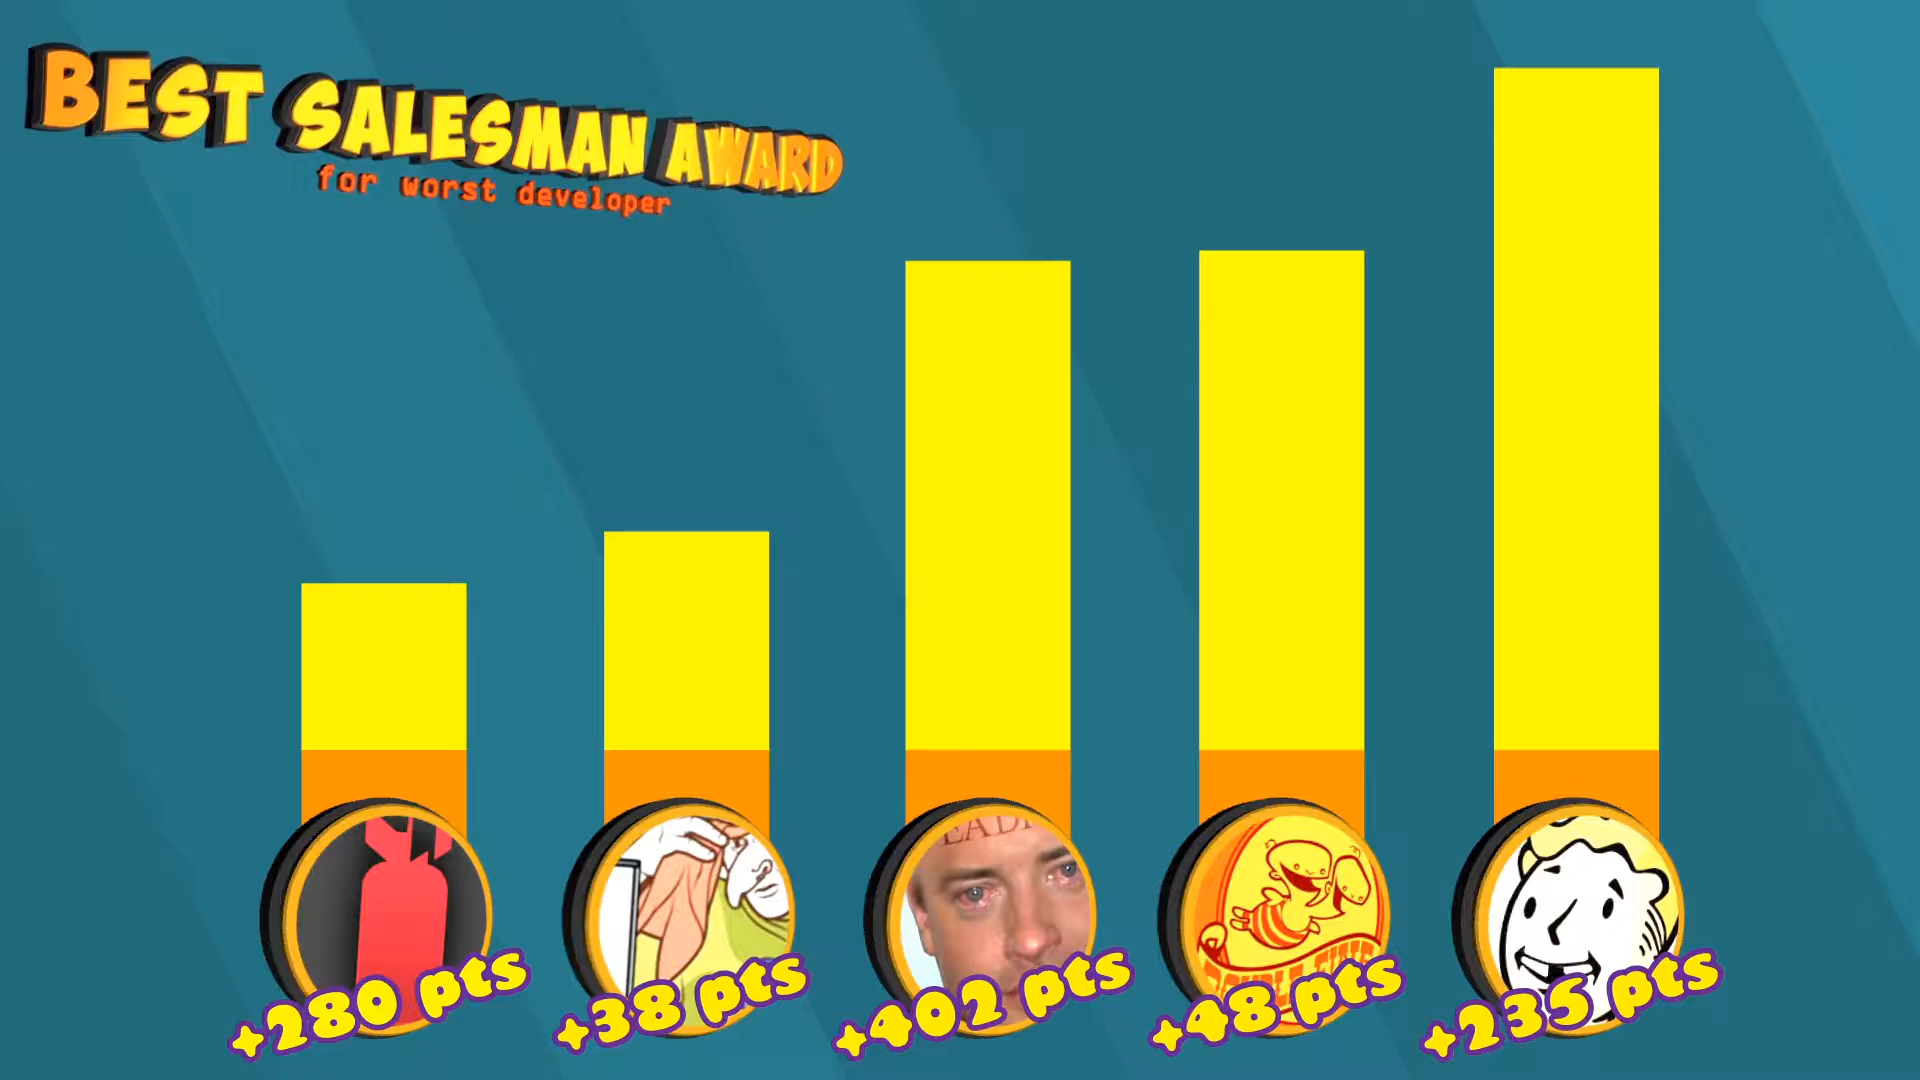 BEST SALESMAN AWARD
for worst developer
+280 pts
+38 pts
+402 pts
+48 pts
+235 pts